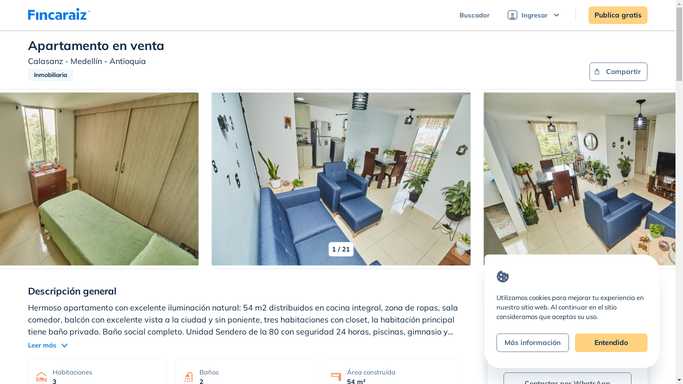 Fincaraiz
Buscador
Ingresar
Publica gratis
Apartamento en venta
Calasanz - Medellín - Antioquia
Inmobiliaria
Compartir
1 / 21
Descripción general
Hermoso apartamento con excelente iluminación natural: 54 m2 distribuidos en cocina integral, zona de ropas, sala
comedor, balcón con excelente vista a la ciudad y sin poniente, tres habitaciones con closet, la habitación principal
tiene baño privado. Baño social completo. Unidad Sendero de la 80 con seguridad 24 horas, piscinas, gimnasio y...
Leer más
Habitaciones
3
Baños
2
Área construida
54 m²
Utilizamos cookies para mejorar tu experiencia en
nuestro sitio web. Al continuar en el sitio
consideramos que aceptas su uso.
Más información
Entendido
Contactar por WhatsApp